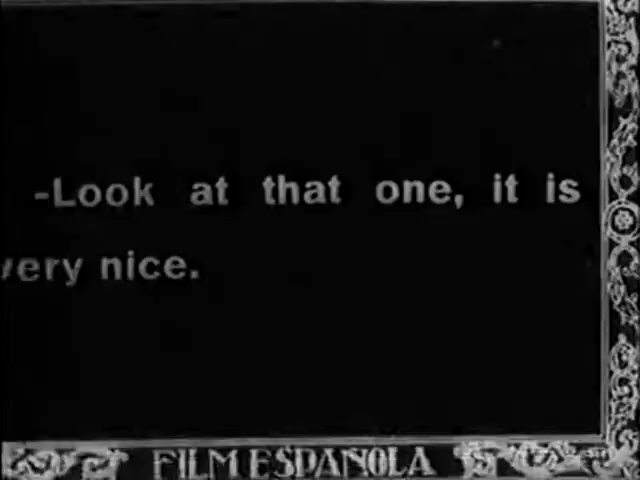 -Look at that one, it is
very nice.
FILM ESPAÑOLA